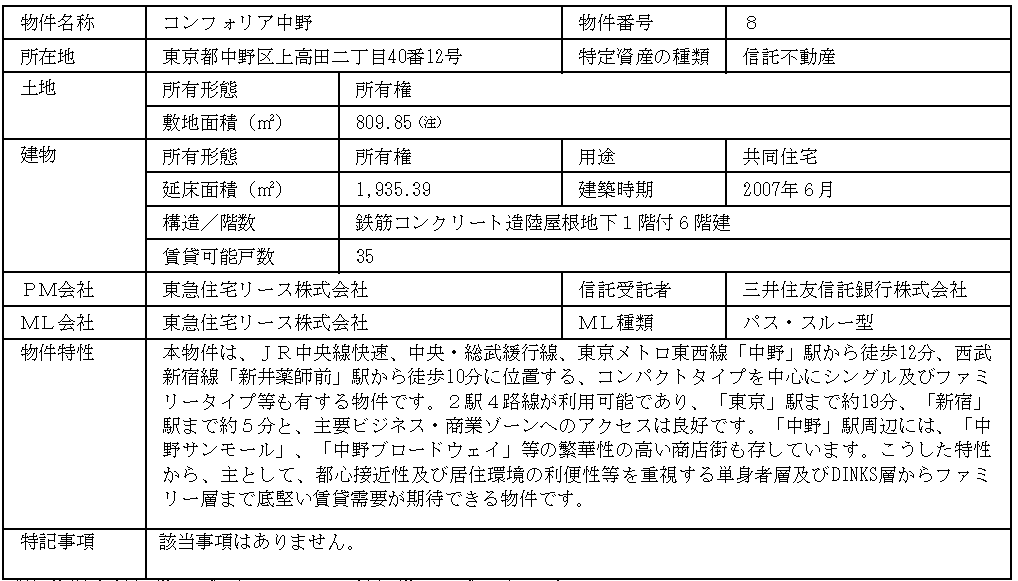 物件名称 コンフォリア中野 物件番号 ８
所在地 東京都中野区上高田二丁目40番12号 特定資産の種類 信託不動産
土地 所有形態 所有権
敷地面積（㎡） 809.85（注）
建物 所有形態 所有権 用途 共同住宅
延床面積（㎡） 1,935.39 建築時期 2007年６月
構造／階数 鉄筋コンクリート造陸屋根地下１階付６階建
賃貸可能戸数 35
ＰＭ会社 東急住宅リース株式会社 信託受託者 三井住友信託銀行株式会社
ＭＬ会社 東急住宅リース株式会社 ＭＬ種類 パス・スルー型
物件特性 本物件は、ＪＲ中央線快速、中央・総武緩行線、東京メトロ東西線「中野」駅から徒歩12分、西武
新宿線「新井薬師前」駅から徒歩10分に位置する、コンパクトタイプを中心にシングル及びファミ
リータイプ等も有する物件です。２駅４路線が利用可能であり、「東京」駅まで約19分、「新宿」
駅まで約５分と、主要ビジネス・商業ゾーンへのアクセスは良好です。「中野」駅周辺には、「中
野サンモール」、「中野ブロードウェイ」等の繁華性の高い商店街も存しています。こうした特性
から、主として、都心接近性及び居住環境の利便性等を重視する単身者層及びDINKS層からファミ
リー層まで底堅い賃貸需要が期待できる物件です。
特記事項 該当事項はありません。